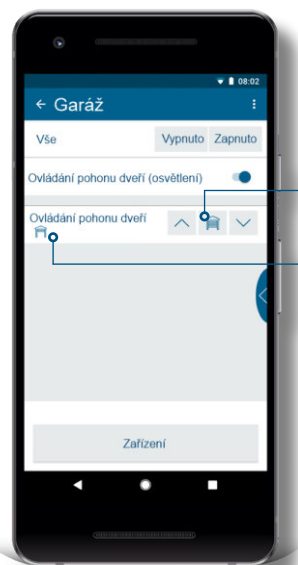 08:02
← Garáž
Vše Vypnuto Zapnuto
Ovládání pohonu dveří (osvětlení)
Ovládání pohonu dveří
Zařízení